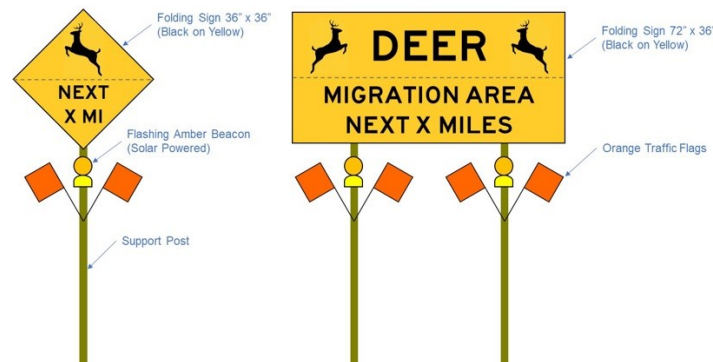 Folding Sign 36" x 36"
(Black on Yellow)
NEXT
X MI
Flashing Amber Beacon
(Solar Powered)
Support Post
DEER
MIGRATION AREA
NEXT X MILES
Folding Sign 72" x 36"
(Black on Yellow)
Orange Traffic Flags